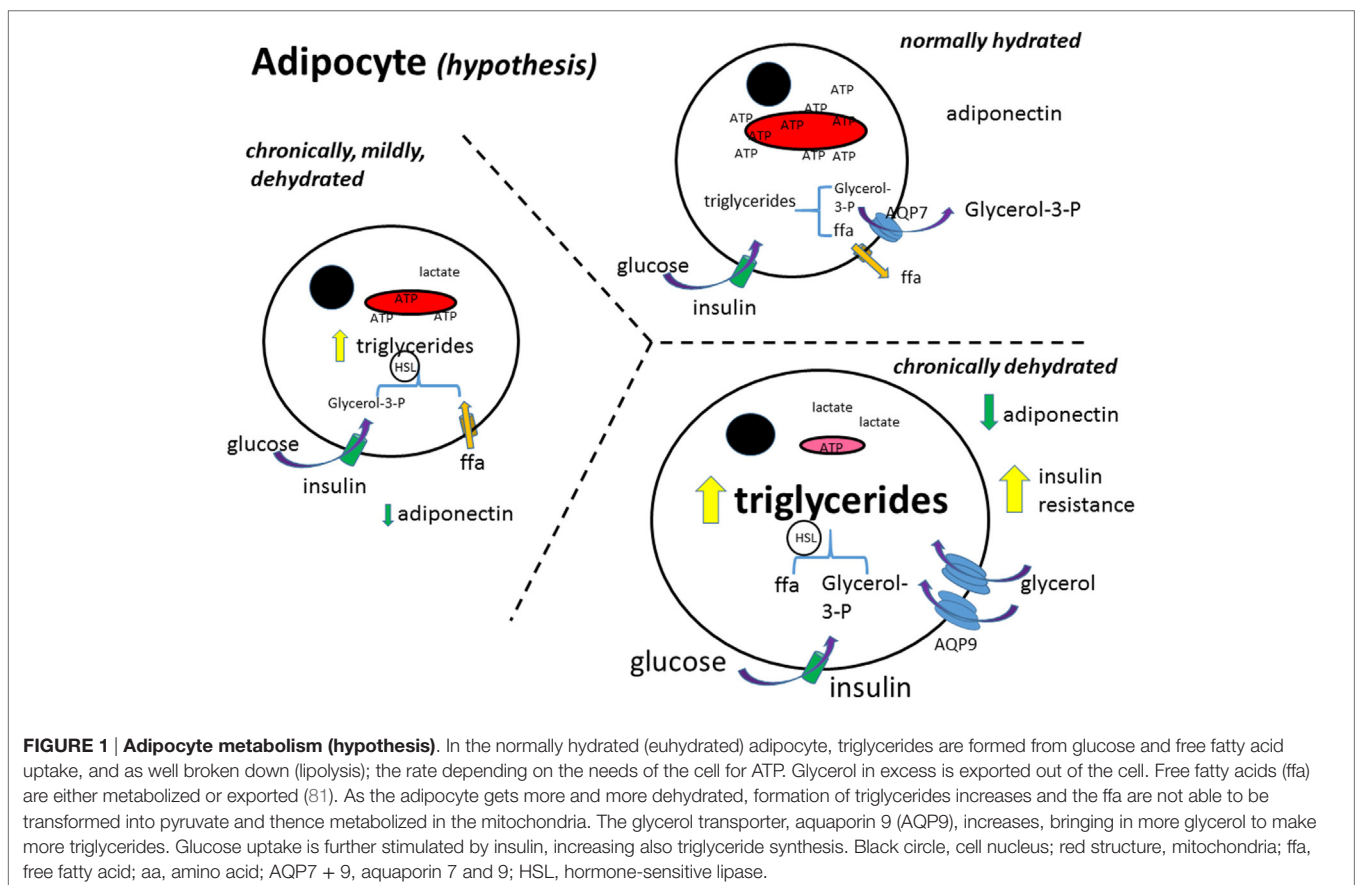 Adipocyte (hypothesis)
normally hydrated
ATP
ATP
ATP
ATP
ATP
ATP
ATP
ATP
ATP
adiponectin
triglycerides
Glycerol-
3-P
ffa
AQP7
Glycerol-3-P
ffa
glucose
insulin
chronically, mildly,
dehydrated
lactate
ATP
ATP
ATP
triglycerides
HSL
Glycerol-3-P
glucose
ffa
insulin
adiponectin
chronically dehydrated
lactate
lactate
adiponectin
ATP
insulin
resistance
triglycerides
HSL
ffa
Glycerol-
3-P
glycerol
AQP9
glucose
insulin
FIGURE 1 | Adipocyte metabolism (hypothesis). In the normally hydrated (euhydrated) adipocyte, triglycerides are formed from glucose and free fatty acid
uptake, and as well broken down (lipolysis); the rate depending on the needs of the cell for ATP. Glycerol in excess is exported out of the cell. Free fatty acids (ffa)
are either metabolized or exported (81). As the adipocyte gets more and more dehydrated, formation of triglycerides increases and the ffa are not able to be
transformed into pyruvate and thence metabolized in the mitochondria. The glycerol transporter, aquaporin 9 (AQP9), increases, bringing in more glycerol to make
more triglycerides. Glucose uptake is further stimulated by insulin, increasing also triglyceride synthesis. Black circle, cell nucleus; red structure, mitochondria; ffa,
free fatty acid; aa, amino acid; AQP7 + 9, aquaporin 7 and 9; HSL, hormone-sensitive lipase.